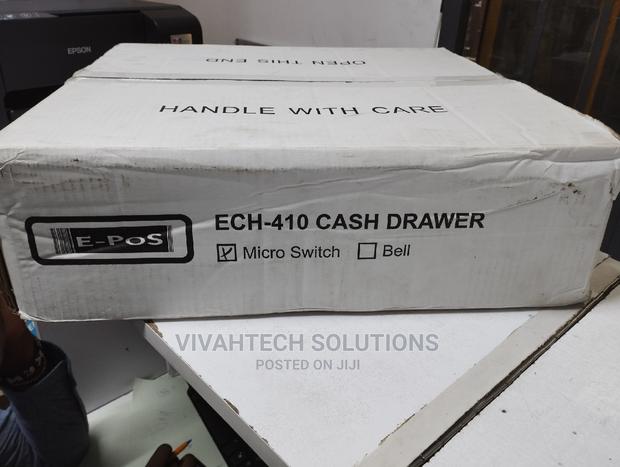 EPSON
OPEN THIS END
HANDLE WITH CARE
E-PoS
ECH-410 CASH DRAWER
☑ Micro Switch ☐ Bell
VIVAHTECH SOLUTIONS
POSTED ON JIJI